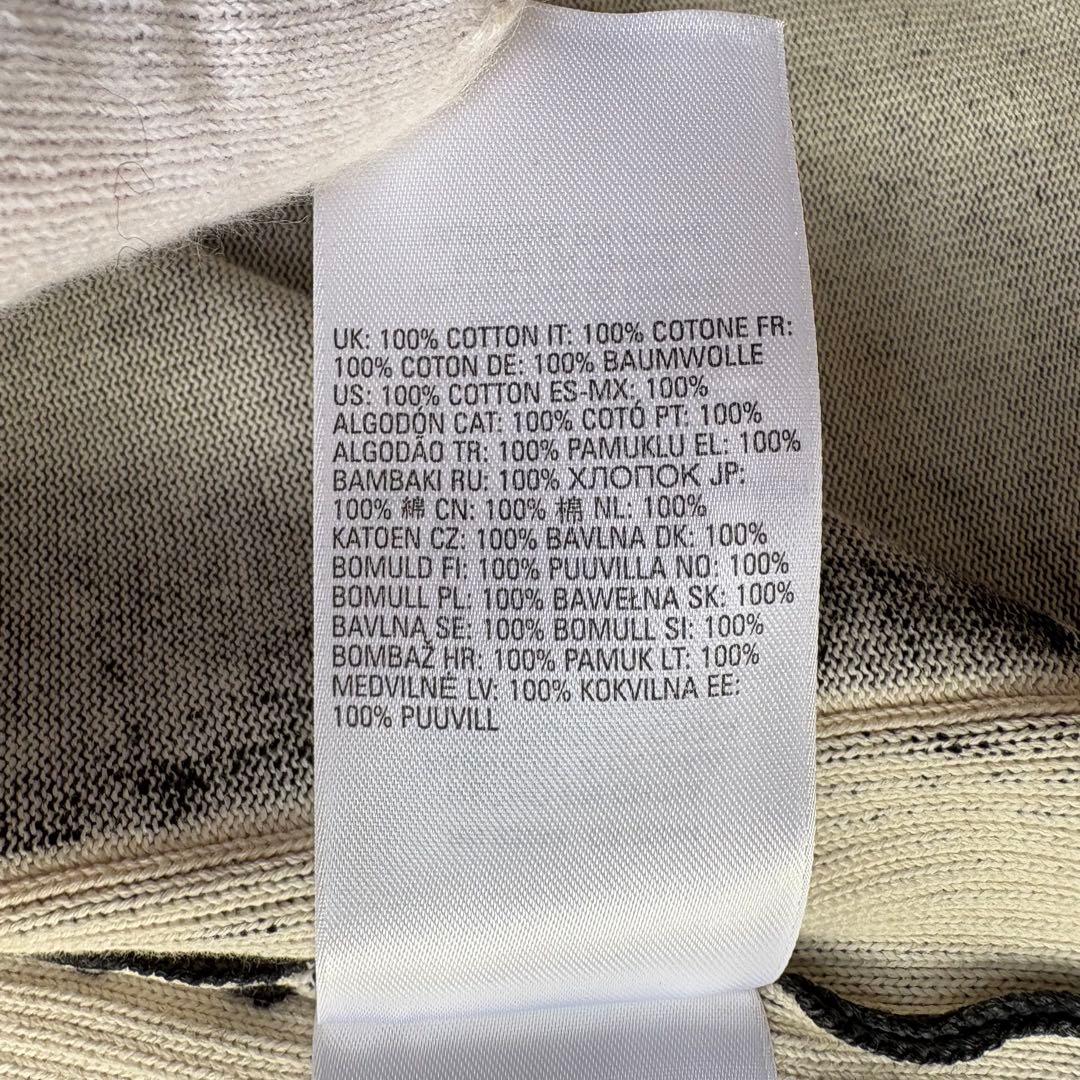 UK: 100% COTTON IT: 100% COTONE FR:
100% COTON DE: 100% BAUMWOLLE
US: 100% COTTON ES-MX: 100%
ALGODÓN CAT: 100% COTÓ PT: 100%
ALGODÃO TR: 100% PAMUKLU EL: 100%
BAMBAKI RU: 100% ХЛОПОК JP:
100% 綿 CN: 100% 棉 NL: 100%
KATOEN CZ: 100% BAVLNA DK: 100%
BOMULD FI: 100% PUUVILLA NO: 100%
BOMULL PL: 100% BAWEŁNA SK: 100%
BAVLNA SE: 100% BOMULL SI: 100%
BOMBAŽ HR: 100% PAMUK LT: 100%
MEDVILNĖ LV: 100% KOKVILNA EE:
100% PUUVILL